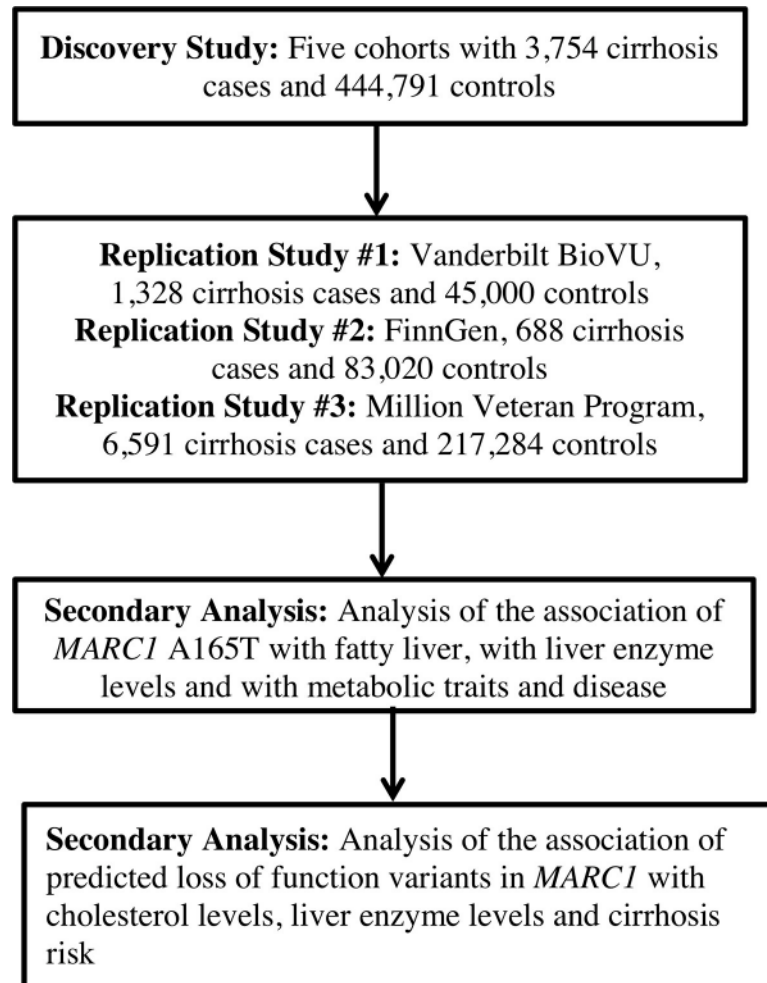 Discovery Study: Five cohorts with 3,754 cirrhosis
cases and 444,791 controls
Replication Study #1: Vanderbilt BioVU,
1,328 cirrhosis cases and 45,000 controls
Replication Study #2: FinnGen, 688 cirrhosis
cases and 83,020 controls
Replication Study #3: Million Veteran Program,
6,591 cirrhosis cases and 217,284 controls
Secondary Analysis: Analysis of the association of
MARC1 A165T with fatty liver, with liver enzyme
levels and with metabolic traits and disease
Secondary Analysis: Analysis of the association of
predicted loss of function variants in MARC1 with
cholesterol levels, liver enzyme levels and cirrhosis
risk